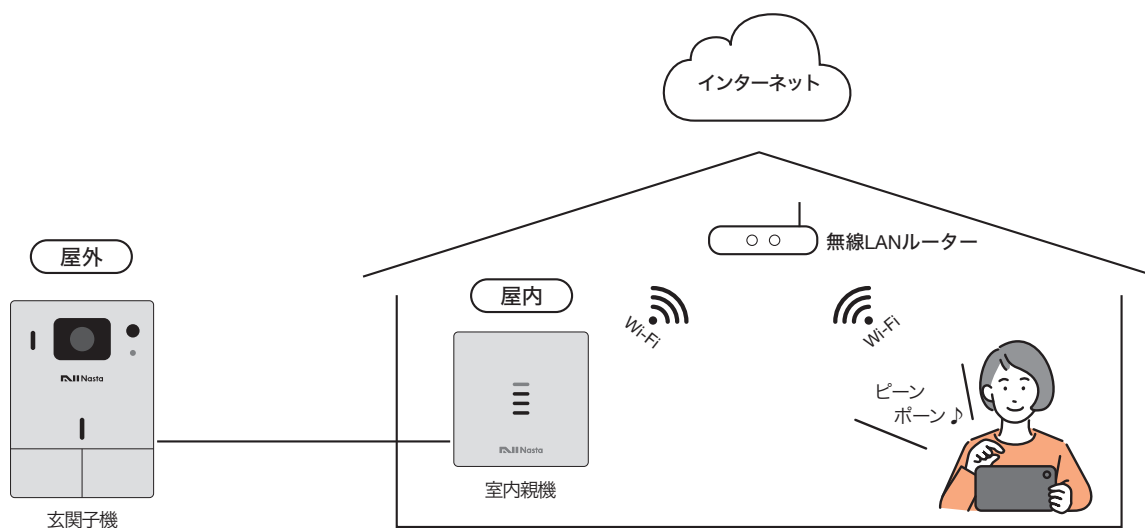 インターネット
無線LANルーター
屋外
屋内
Wi-Fi
Wi-Fi
Nasta
ピーン
ポーン♪
Nasta
室内親機
玄関子機